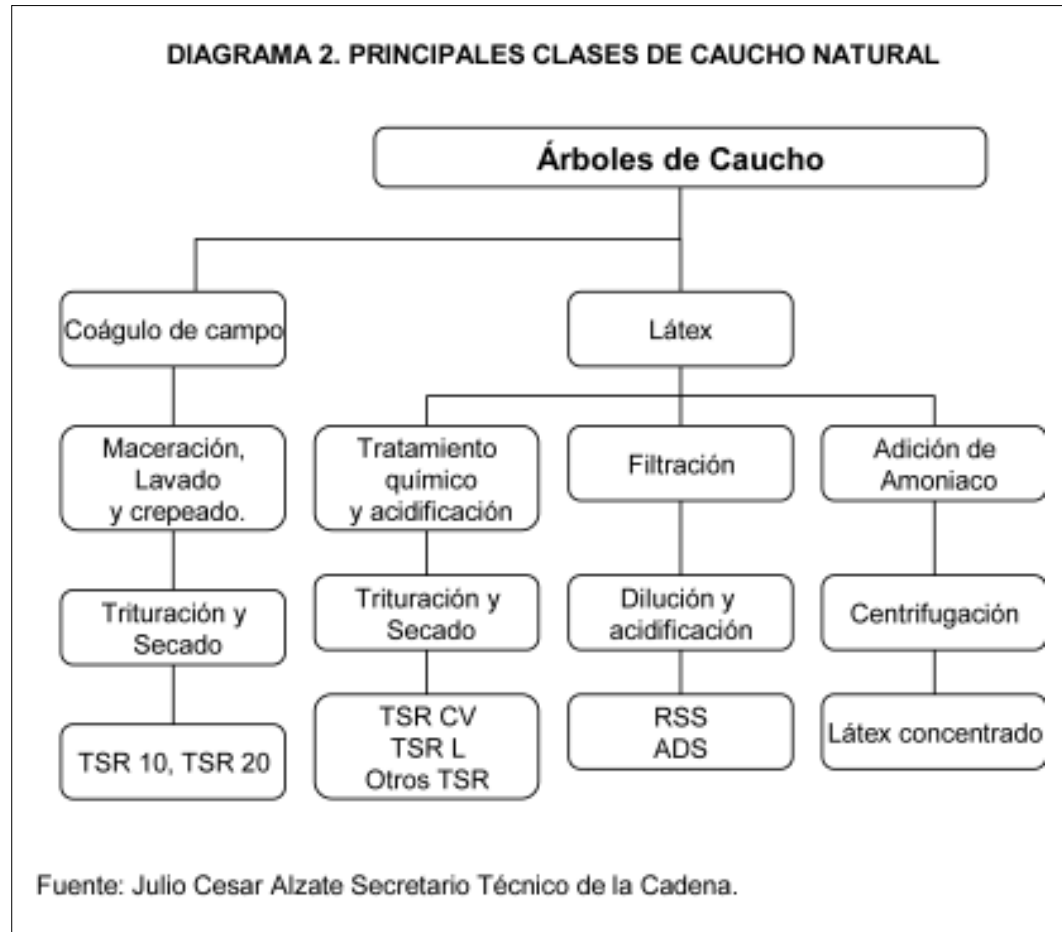 DIAGRAMA 2. PRINCIPALES CLASES DE CAUCHO NATURAL
Árboles de Caucho
Coágulo de campo
Látex
Maceración,
Lavado
y crepeado.
Tratamiento
químico
y acidificación
Filtración
Adición de
Amoniaco
Trituración y
Secado
Trituración y
Secado
Dilución y
acidificación
Centrifugación
TSR 10, TSR 20
TSR CV
TSR L
Otros TSR
RSS
ADS
Látex concentrado
Fuente: Julio Cesar Alzate Secretario Técnico de la Cadena.